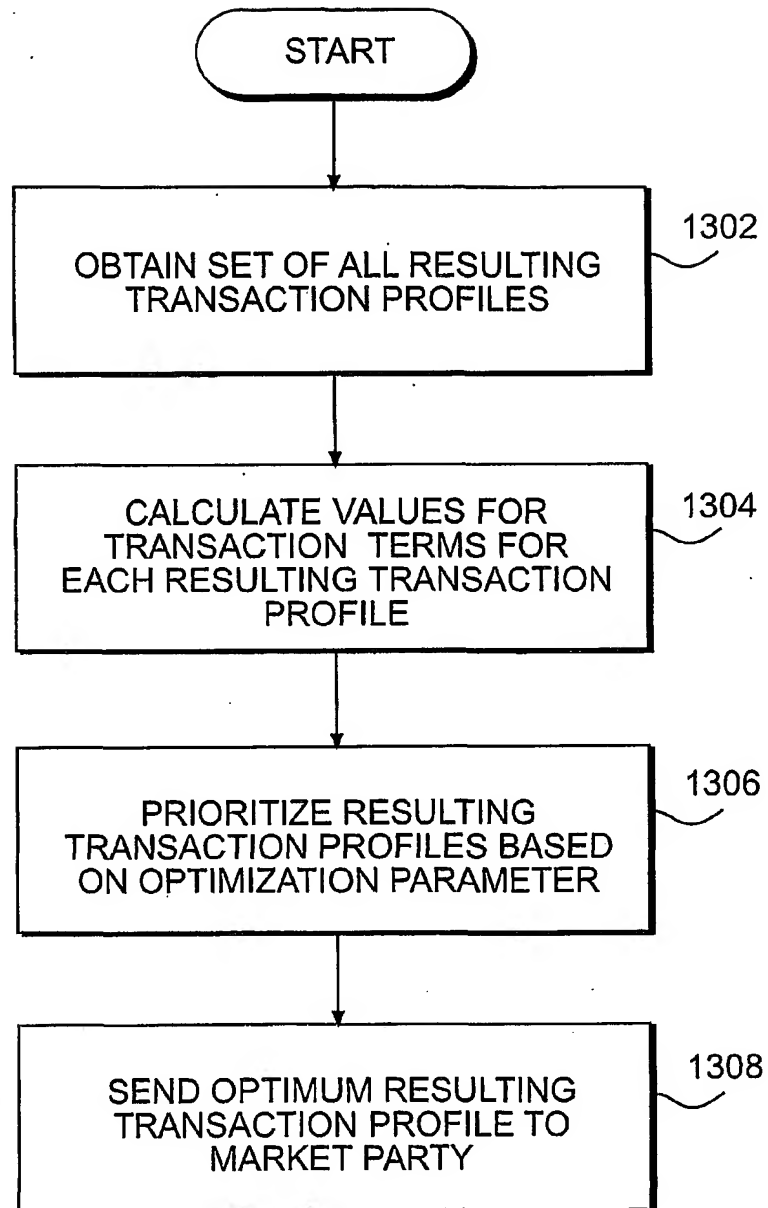 START
1302
OBTAIN SET OF ALL RESULTING
TRANSACTION PROFILES
1304
CALCULATE VALUES FOR
TRANSACTION TERMS FOR
EACH RESULTING TRANSACTION
PROFILE
1306
PRIORITIZE RESULTING
TRANSACTION PROFILES BASED
ON OPTIMIZATION PARAMETER
1308
SEND OPTIMUM RESULTING
TRANSACTION PROFILE TO
MARKET PARTY